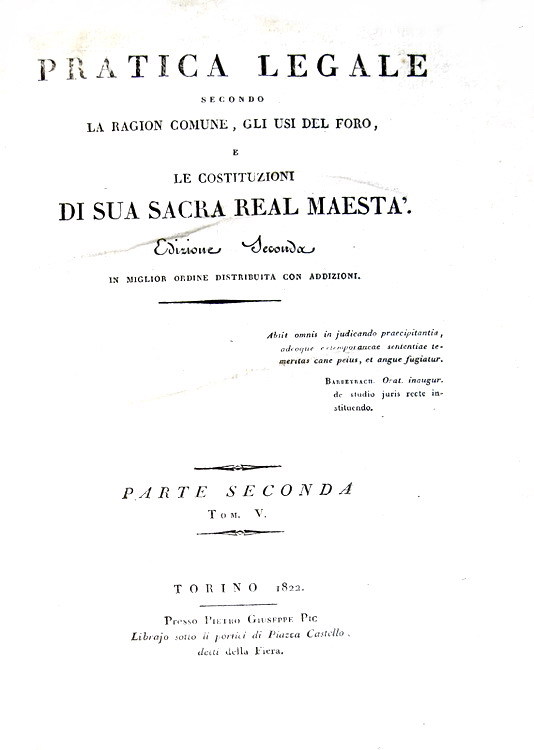 PRATICA LEGALE
SECONDO
LA RAGION COMUNE, GLI USI DEL FORO,
E
LE COSTITUZIONI
DI SUA SACRA REAL MAESTA'.
Edizione Seconda
IN MIGLIOR ORDINE DISTRIBUITA CON ADDIZIONI.
Absit omnis in judicando praecipitantia,
adeoque extemporaneae sententiae te-
meritas cane pejus, et angue fugiatur.
BARBEYRACH. Orat. inaugur.
de studio juris recte in-
stituendo.
PARTE SECONDA
TOM. V.
TORINO 1822.
PRESSO PIETRO GIUSEPPE PIC
Librajo sotto ii portici di Piazza Castello.
detti della Fiera.